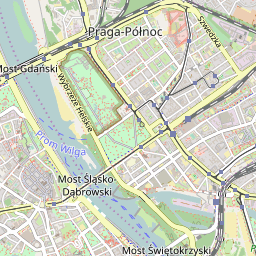 Praga-Północ
Szwedzka
Most Gdański
Wybrzeże Helskie
Prom Wilga
Most Śląsko-
Dąbrowski
Most Świętokrzyski